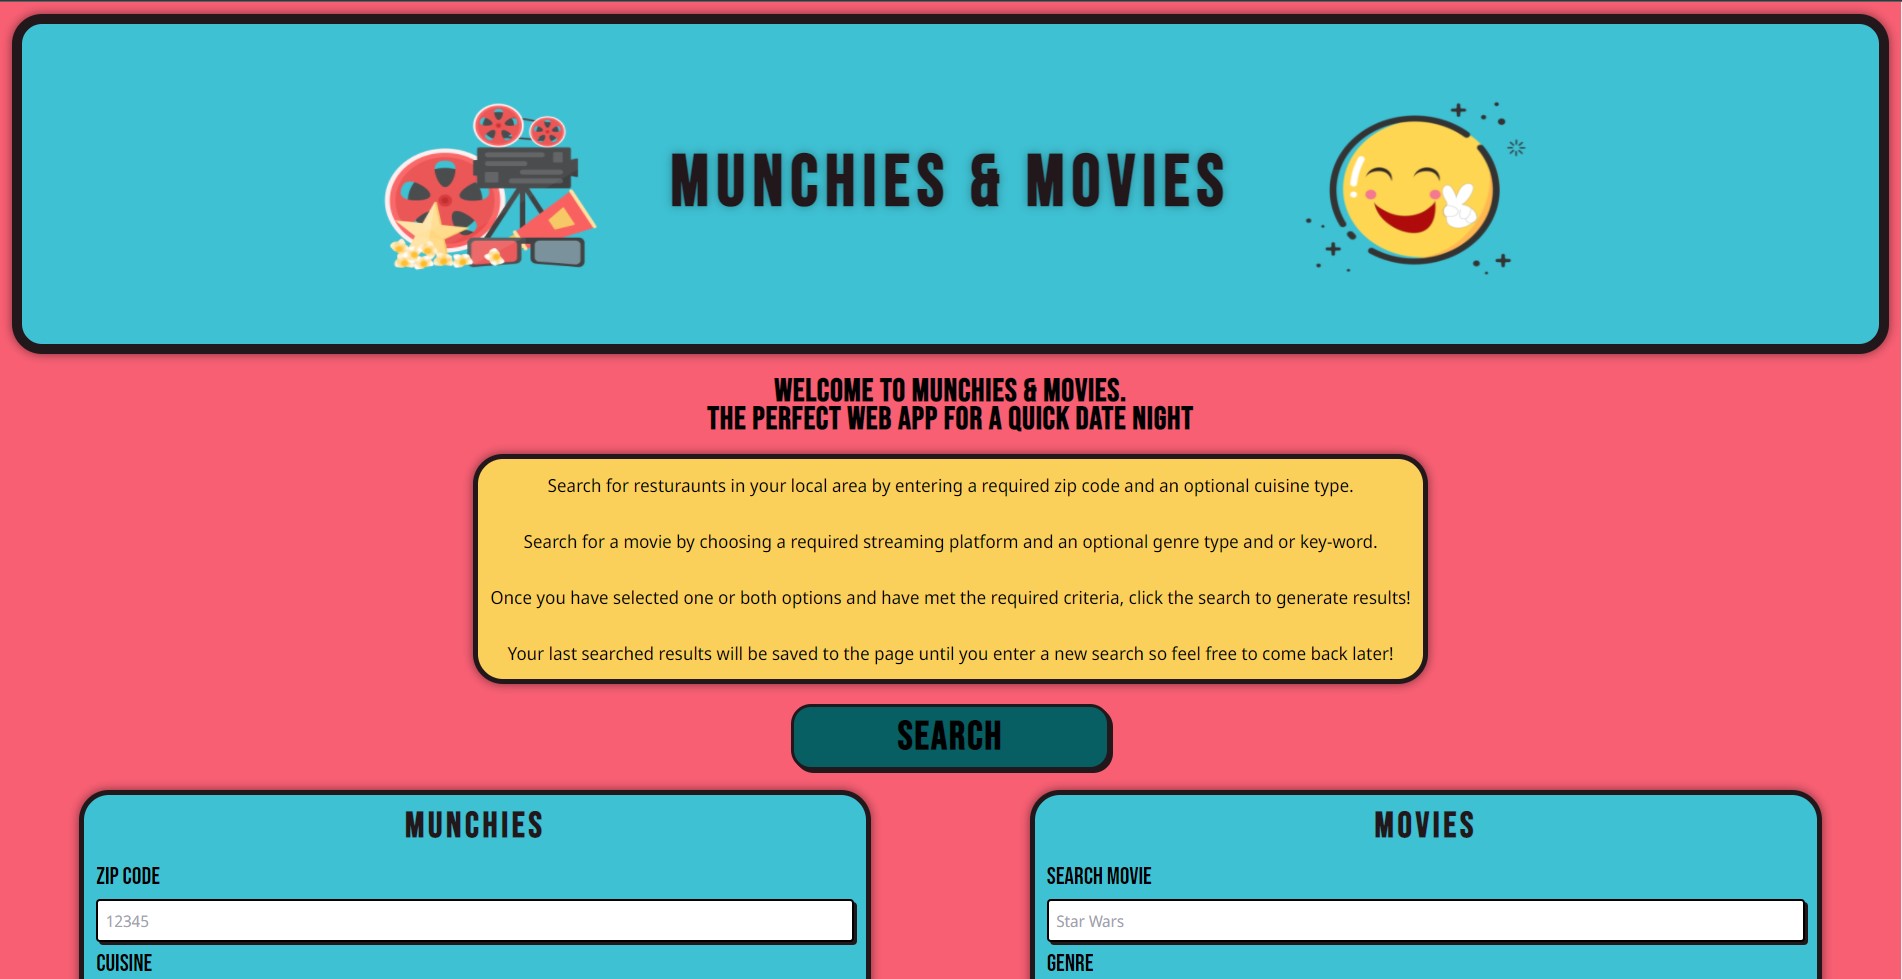 MUNCHIES & MOVIES
WELCOME TO MUNCHIES & MOVIES.
THE PERFECT WEB APP FOR A QUICK DATE NIGHT
Search for resturaunts in your local area by entering a required zip code and an optional cuisine type.
Search for a movie by choosing a required streaming platform and an optional genre type and or key-word.
Once you have selected one or both options and have met the required criteria, click the search to generate results!
Your last searched results will be saved to the page until you enter a new search so feel free to come back later!
SEARCH
MUNCHIES
ZIP CODE
12345
CUISINE
MOVIES
SEARCH MOVIE
Star Wars
GENRE